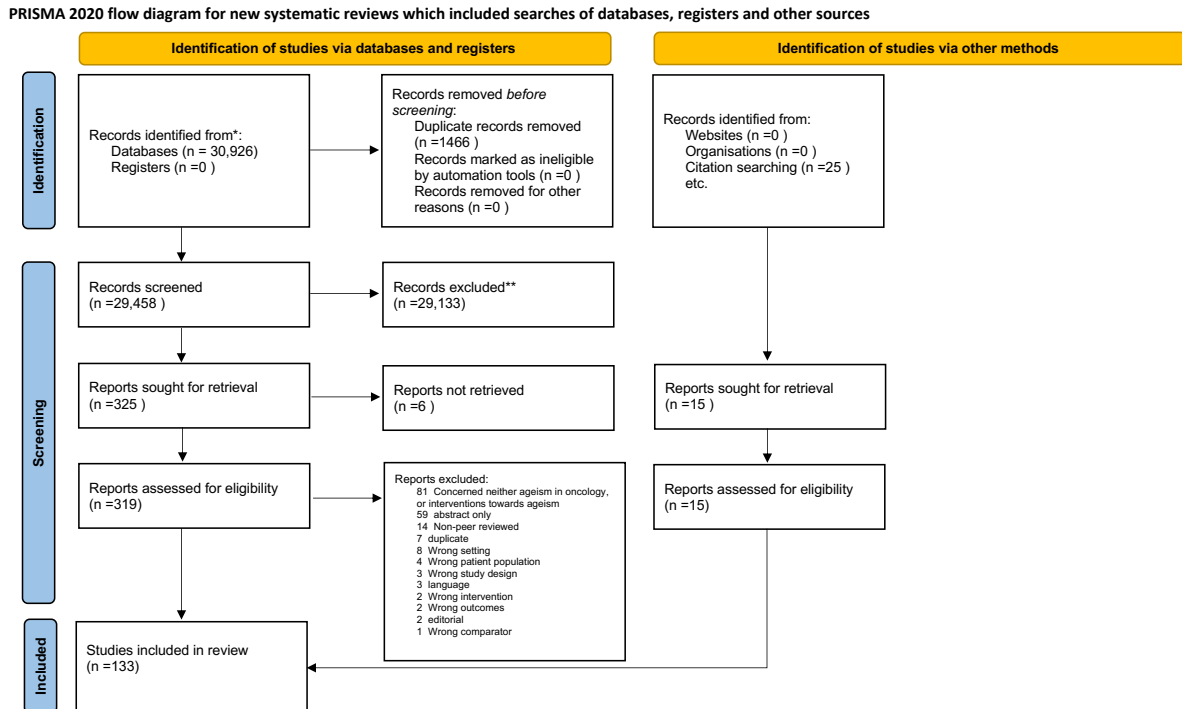 PRISMA 2020 flow diagram for new systematic reviews which included searches of databases, registers and other sources
Identification of studies via databases and registers
Identification of studies via other methods
Identification
Records identified from*:
Databases (n = 30,926)
Registers (n =0 )
Records removed before
screening:
Duplicate records removed
(n =1466 )
Records marked as ineligible
by automation tools (n =0 )
Records removed for other
reasons (n =0 )
Records identified from:
Websites (n =0 )
Organisations (n =0 )
Citation searching (n =25 )
etc.
Screening
Records screened
(n =29,458 )
Records excluded**
(n =29,133)
Reports sought for retrieval
(n =325 )
Reports not retrieved
(n =6 )
Reports sought for retrieval
(n =15 )
Reports assessed for eligibility
(n =319)
Reports excluded:
81 Concerned neither ageism in oncology,
or interventions towards ageism
59 abstract only
14 Non-peer reviewed
7 duplicate
8 Wrong setting
4 Wrong patient population
3 Wrong study design
3 language
2 Wrong intervention
2 Wrong outcomes
2 editorial
1 Wrong comparator
Reports assessed for eligibility
(n =15)
Included
Studies included in review
(n =133)